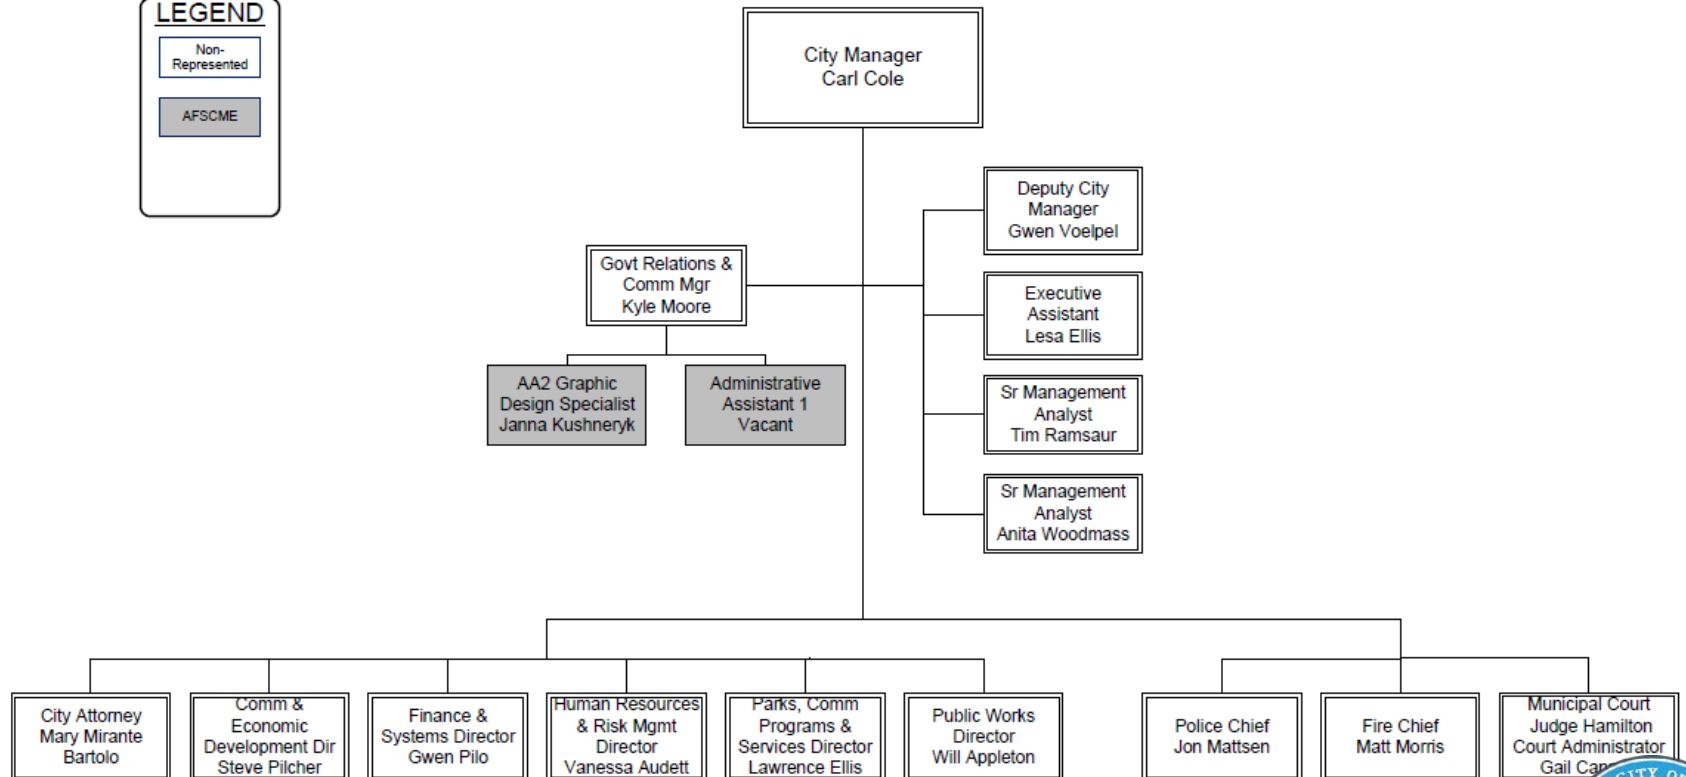 LEGEND
Non-
Represented
AFSCME
City Manager
Carl Cole
Deputy City
Manager
Gwen Voelpel
Govt Relations &
Comm Mgr
Kyle Moore
Executive
Assistant
Lesa Ellis
AA2 Graphic
Design Specialist
Janna Kushneryk
Administrative
Assistant 1
Vacant
Sr Management
Analyst
Tim Ramsaur
Sr Management
Analyst
Anita Woodmass
City Attorney
Mary Mirante
Bartolo
Comm &
Economic
Development Dir
Steve Pilcher
Finance &
Systems Director
Gwen Pilo
Human Resources
& Risk Mgmt
Director
Vanessa Audett
Parks, Comm
Programs &
Services Director
Lawrence Ellis
Public Works
Director
Will Appleton
Police Chief
Jon Mattsen
Fire Chief
Matt Morris
Municipal Court
Judge Hamilton
Court Administrator
Gail
CITY